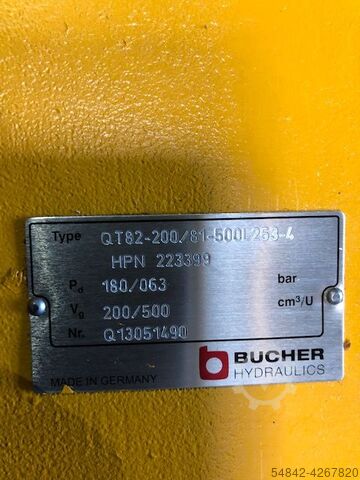 Type QT82-200/81-500L263-4
HPN 223399
Pd 180/063 bar
Vg 200/500 cm³/U
Nr. Q13051490
BUCHER
HYDRAULICS
MADE IN GERMANY
54842-4267820